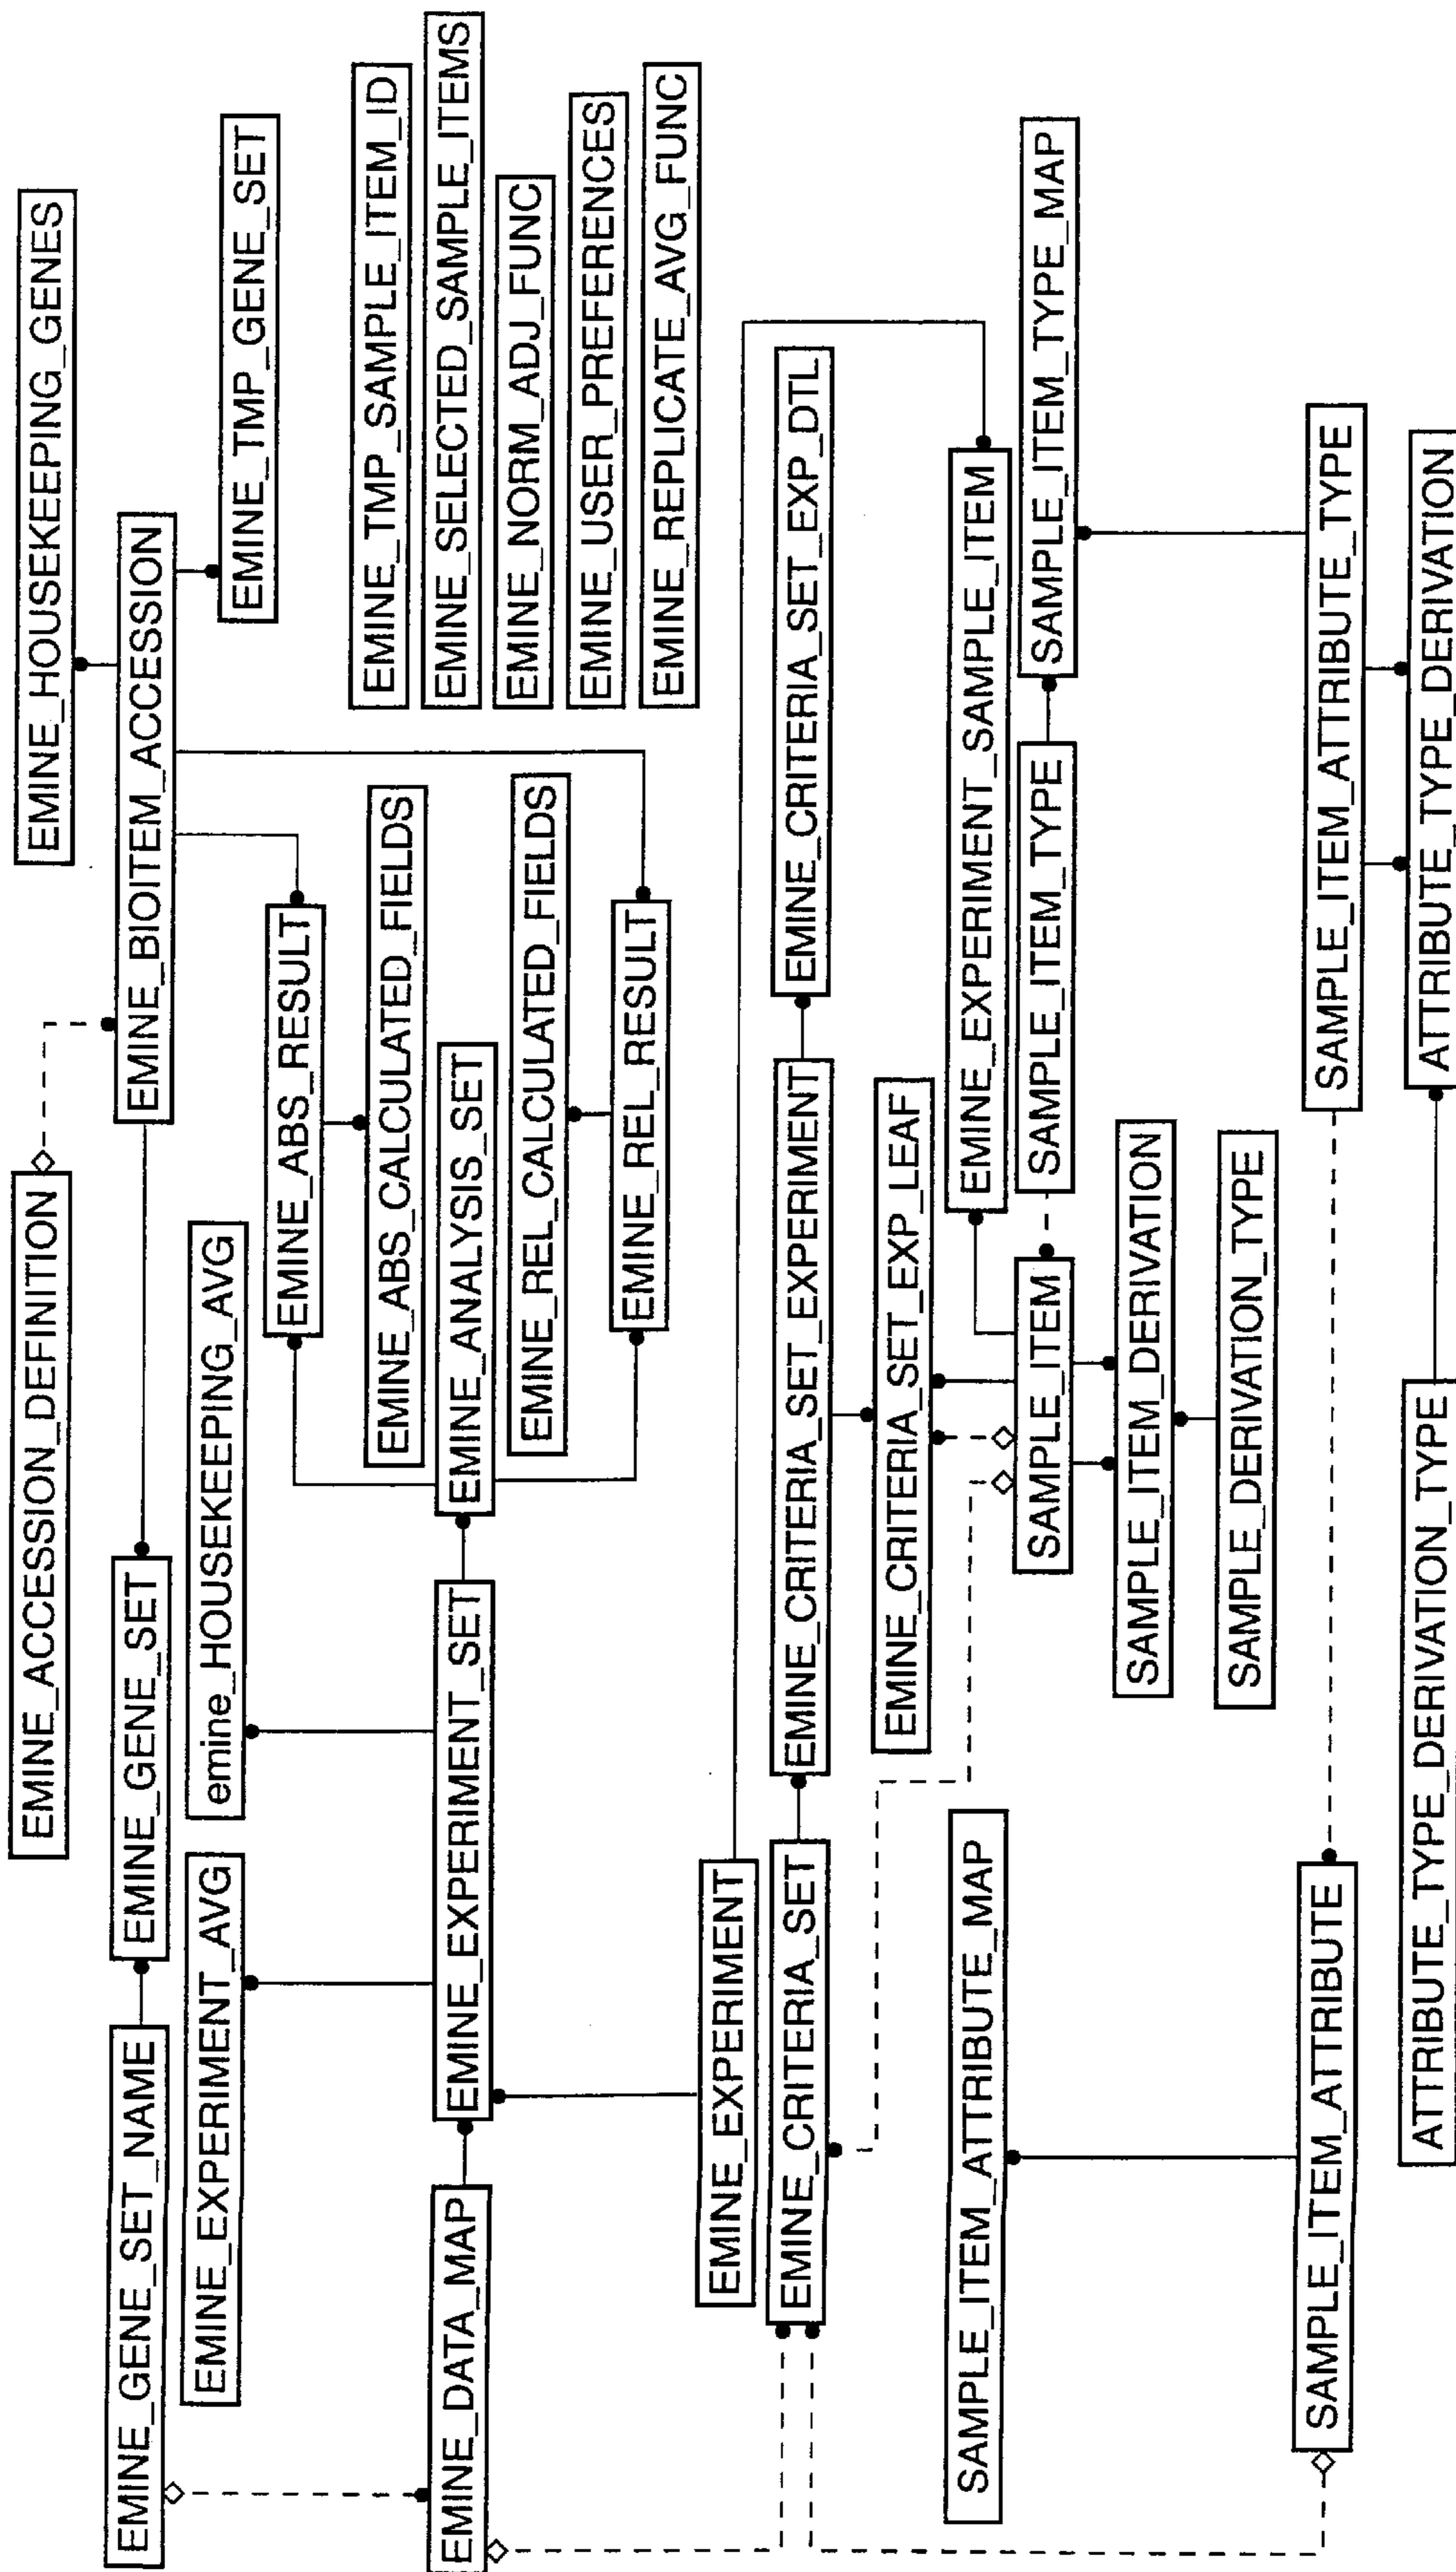 EMINE_ACCESSION_DEFINITION
EMINE_HOUSEKEEPING_GENES
EMINE_GENE_SET_NAME
EMINE_GENE_SET
EMINE_BIOITEM_ACCESSION
EMINE_EXPERIMENT_AVG
emine_HOUSEKEEPING_AVG
EMINE_TMP_GENE_SET
EMINE_ABS_RESULT
EMINE_ABS_CALCULATED_FIELDS
EMINE_TMP_SAMPLE_ITEM_ID
EMINE_DATA_MAP
EMINE_EXPERIMENT_SET
EMINE_ANALYSIS_SET
EMINE_SELECTED_SAMPLE_ITEMS
EMINE_REL_CALCULATED_FIELDS
EMINE_NORM_ADJ_FUNC
EMINE_REL_RESULT
EMINE_USER_PREFERENCES
EMINE_REPLICATE_AVG_FUNC
EMINE_EXPERIMENT
EMINE_CRITERIA_SET
EMINE_CRITERIA_SET_EXPERIMENT
EMINE_CRITERIA_SET_EXP_DTL
EMINE_CRITERIA_SET_EXP_LEAF
SAMPLE_ITEM_ATTRIBUTE_MAP
EMINE_EXPERIMENT_SAMPLE_ITEM
SAMPLE_ITEM
SAMPLE_ITEM_TYPE
SAMPLE_ITEM_TYPE_MAP
SAMPLE_ITEM_DERIVATION
SAMPLE_DERIVATION_TYPE
SAMPLE_ITEM_ATTRIBUTE
SAMPLE_ITEM_ATTRIBUTE_TYPE
ATTRIBUTE_TYPE_DERIVATION_TYPE
ATTRIBUTE_TYPE_DERIVATION